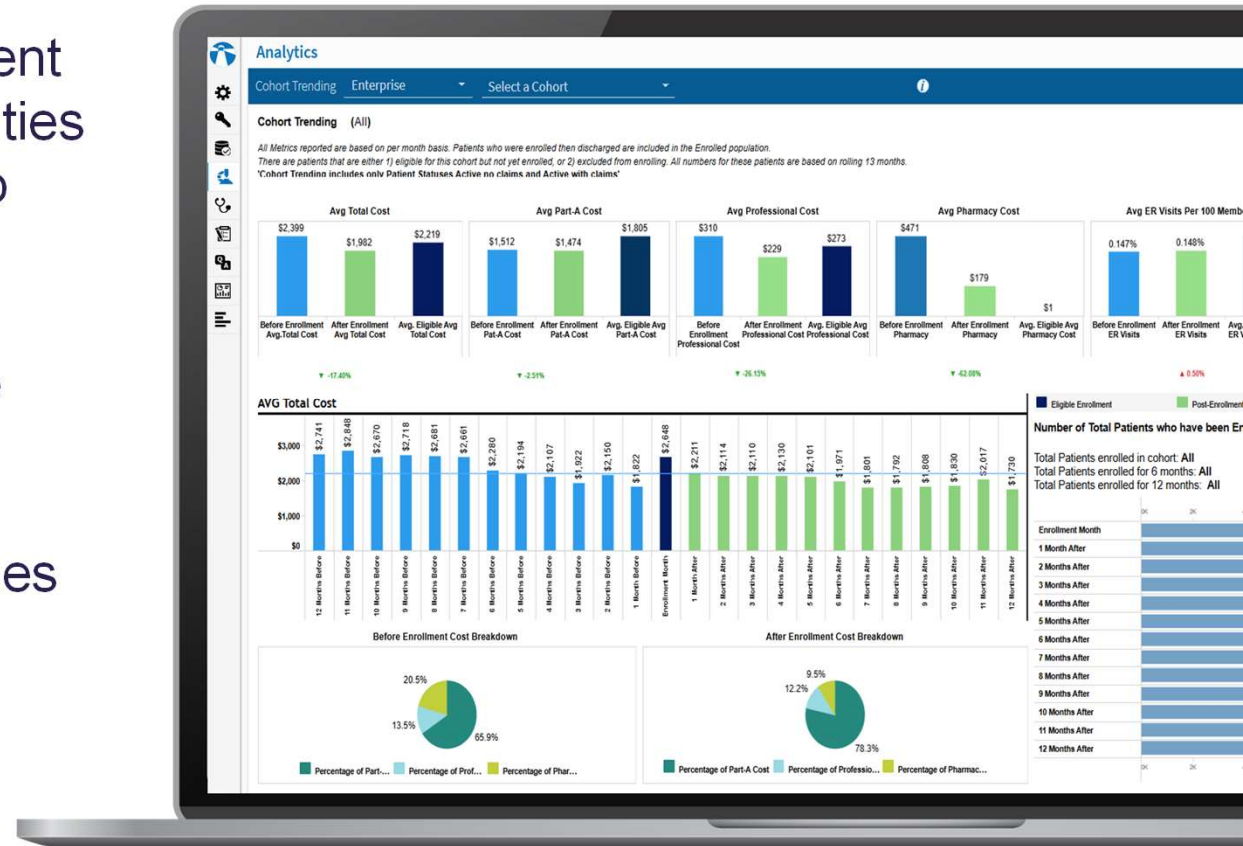 ent
ties
o
e
es
Analytics
Cohort Trending Enterprise Select a Cohort
Cohort Trending (All)
All Metrics reported are based on per month basis. Patients who were enrolled then discharged are included in the Enrolled population.
There are patients that are either 1) eligible for this cohort but not yet enrolled, or 2) excluded from enrolling. All numbers for these patients are based on rolling 13 months.
'Cohort Trending includes only Patient Statuses Active no claims and Active with claims'
Avg Total Cost
$2,399 $1,982 $2,219
Before Enrollment After Enrollment Avg. Eligible Avg
Avg.Total Cost Avg Total Cost Total Cost
▼ -17.40%
Avg Part-A Cost
$1,512 $1,474 $1,805
Before Enrollment After Enrollment Avg. Eligible Avg
Pat-A Cost Pat-A Cost Part-A Cost
▼ -2.51%
Avg Professional Cost
$310 $229 $273
Before After Enrollment Avg. Eligible Avg
Enrollment Professional Cost Professional Cost
Professional Cost
▼ -26.15%
Avg Pharmacy Cost
$471 $179 $1
Before Enrollment After Enrollment Avg. Eligible Avg
Pharmacy Pharmacy Pharmacy Cost
▼ -62.08%
Avg ER Visits Per 100 Memb
0.147% 0.148%
Before Enrollment After Enrollment Avg.
ER Visits ER Visits ER V
▲ 0.50%
AVG Total Cost
$3,000
$2,000
$1,000
$0
$2,741 $2,848 $2,670 $2,718 $2,681 $2,661 $2,280 $2,194 $2,107 $1,922 $2,150 $1,822 $2,648 $2,211 $2,114 $2,110 $2,130 $2,101 $1,971 $1,801 $1,792 $1,808 $1,830 $2,017 $1,730
12 Months Before
11 Months Before
10 Months Before
9 Months Before
8 Months Before
7 Months Before
6 Months Before
5 Months Before
4 Months Before
3 Months Before
2 Months Before
1 Month Before
Enrollment Month
1 Month After
2 Months After
3 Months After
4 Months After
5 Months After
6 Months After
7 Months After
8 Months After
9 Months After
10 Months After
11 Months After
12 Months After
Eligible Enrollment Post-Enrollment
Number of Total Patients who have been En
Total Patients enrolled in cohort: All
Total Patients enrolled for 6 months: All
Total Patients enrolled for 12 months: All
0K 2K
Enrollment Month
1 Month After
2 Months After
3 Months After
4 Months After
5 Months After
6 Months After
7 Months After
8 Months After
9 Months After
10 Months After
11 Months After
12 Months After
0K 2K
Before Enrollment Cost Breakdown
20.5%
13.5%
65.9%
Percentage of Part-... Percentage of Prof... Percentage of Phar...
After Enrollment Cost Breakdown
9.5%
12.2%
78.3%
Percentage of Part-A Cost Percentage of Professio... Percentage of Pharmac...